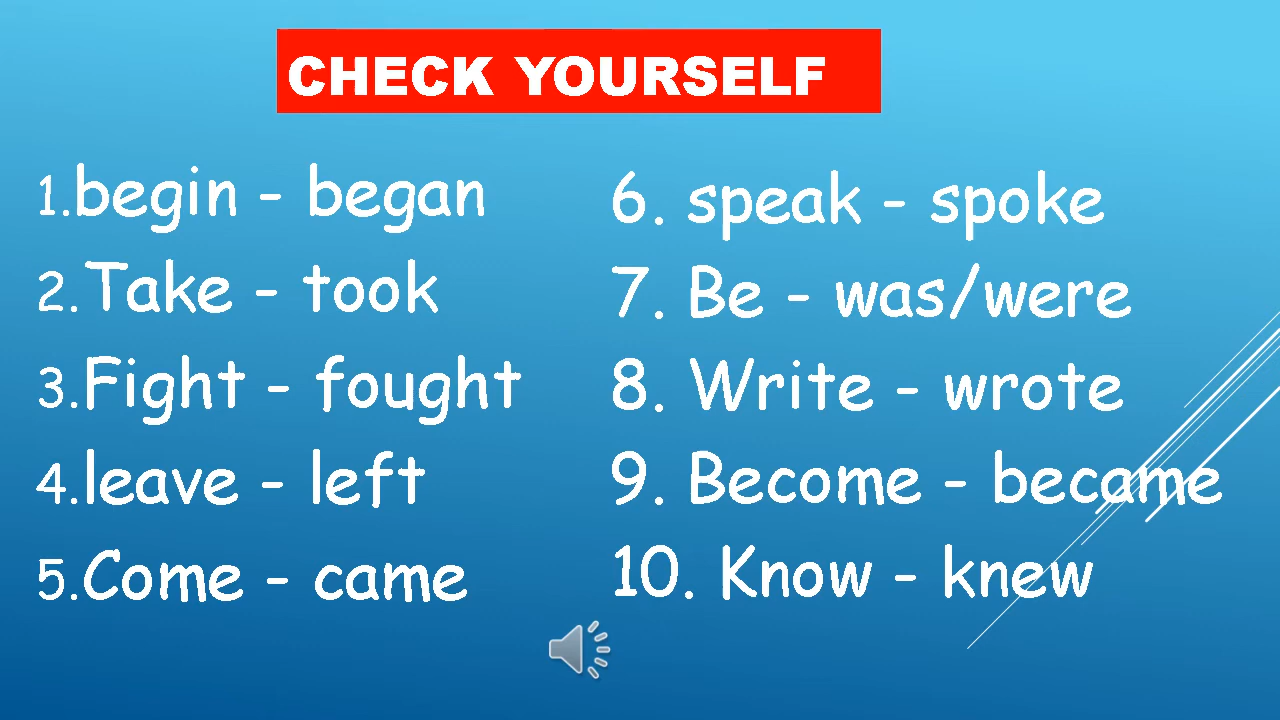 CHECK YOURSELF
1.begin - began
2.Take - took
3.Fight - fought
4.leave - left
5.Come - came
6. speak - spoke
7. Be - was/were
8. Write - wrote
9. Become - became
10. Know - knew